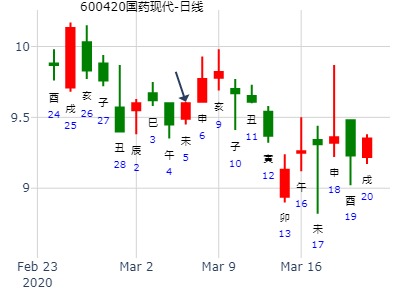 600420国药现代-日线
10
9.5
9
酉
24
戌
25
亥
26
子
27
丑
28
辰
2
巳
3
午
4
未
5
申
6
亥
9
子
10
丑
11
寅
12
卯
13
午
16
未
17
申
18
酉
19
戌
20
Feb 23
2020
Mar 2
Mar 9
Mar 16